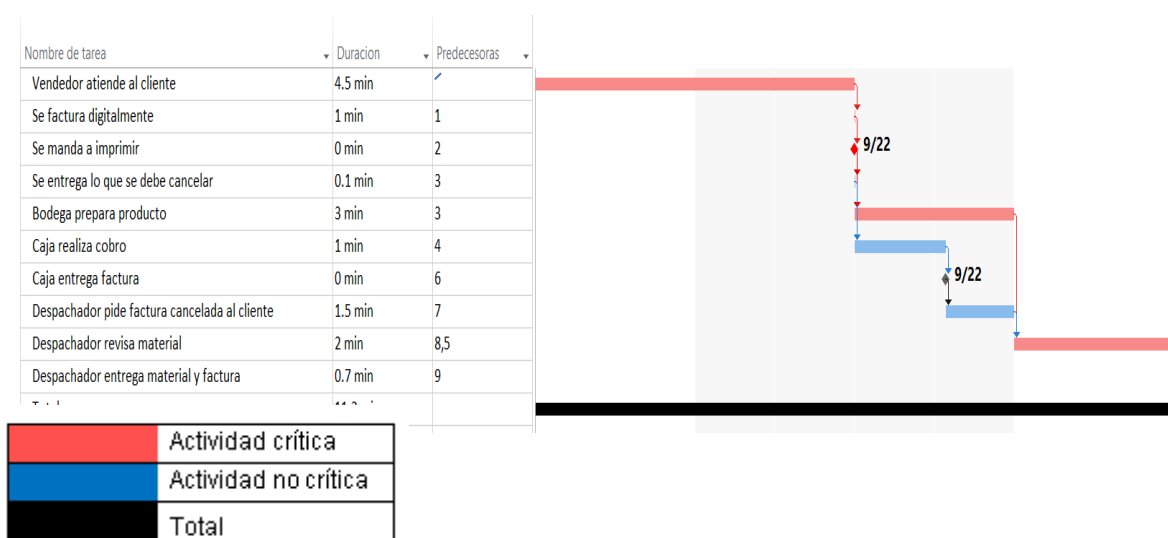 Nombre de tarea Duracion Predecesoras
Vendedor atiende al cliente 4.5 min
Se factura digitalmente 1 min 1
Se manda a imprimir 0 min 2 9/22
Se entrega lo que se debe cancelar 0.1 min 3
Bodega prepara producto 3 min 3
Caja realiza cobro 1 min 4
Caja entrega factura 0 min 6 9/22
Despachador pide factura cancelada al cliente 1.5 min 7
Despachador revisa material 2 min 8,5
Despachador entrega material y factura 0.7 min 9
Actividad crítica
Actividad no crítica
Total